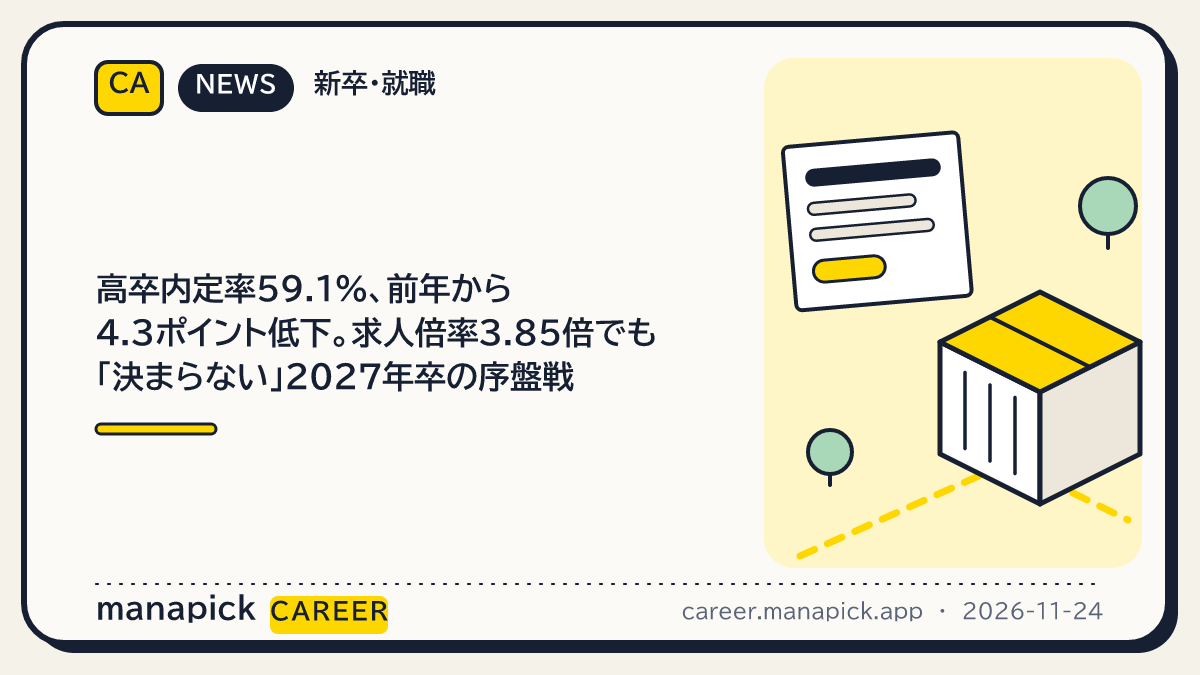 CA NEWS 新卒・就職
高卒内定率59.1%、前年から
4.3ポイント低下。求人倍率3.85倍でも
「決まらない」2027年卒の序盤戦
manapick CAREER
career.manapick.app ・ 2026-11-24